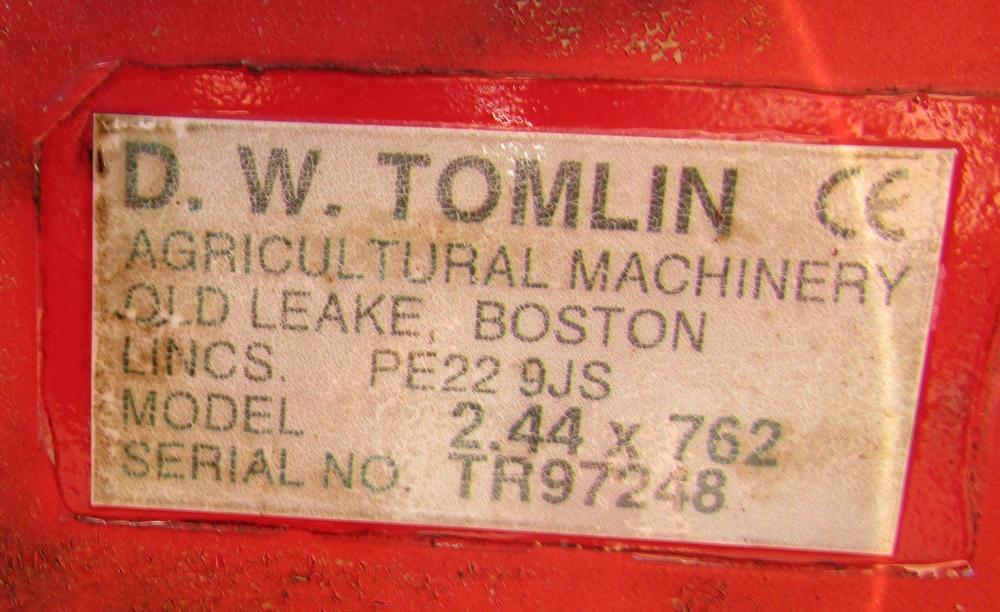 D. W. TOMLIN CE
AGRICULTURAL MACHINERY
OLD LEAKE, BOSTON
LINCS. PE22 9JS
MODEL 2.44 x 762
SERIAL NO. TR97248